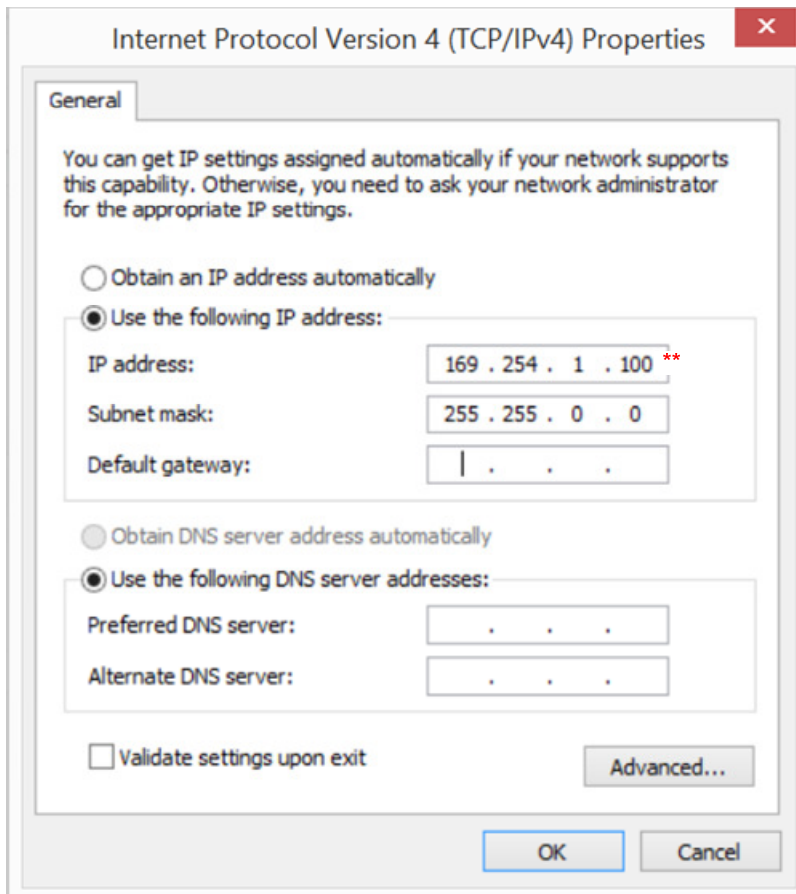 Internet Protocol Version 4 (TCP/IPv4) Properties
General
You can get IP settings assigned automatically if your network supports
this capability. Otherwise, you need to ask your network administrator
for the appropriate IP settings.
Obtain an IP address automatically
Use the following IP address:
IP address: 169 . 254 . 1 . 100 **
Subnet mask: 255 . 255 . 0 . 0
Default gateway: . . .
Obtain DNS server address automatically
Use the following DNS server addresses:
Preferred DNS server: . . .
Alternate DNS server: . . .
Validate settings upon exit
Advanced...
OK Cancel